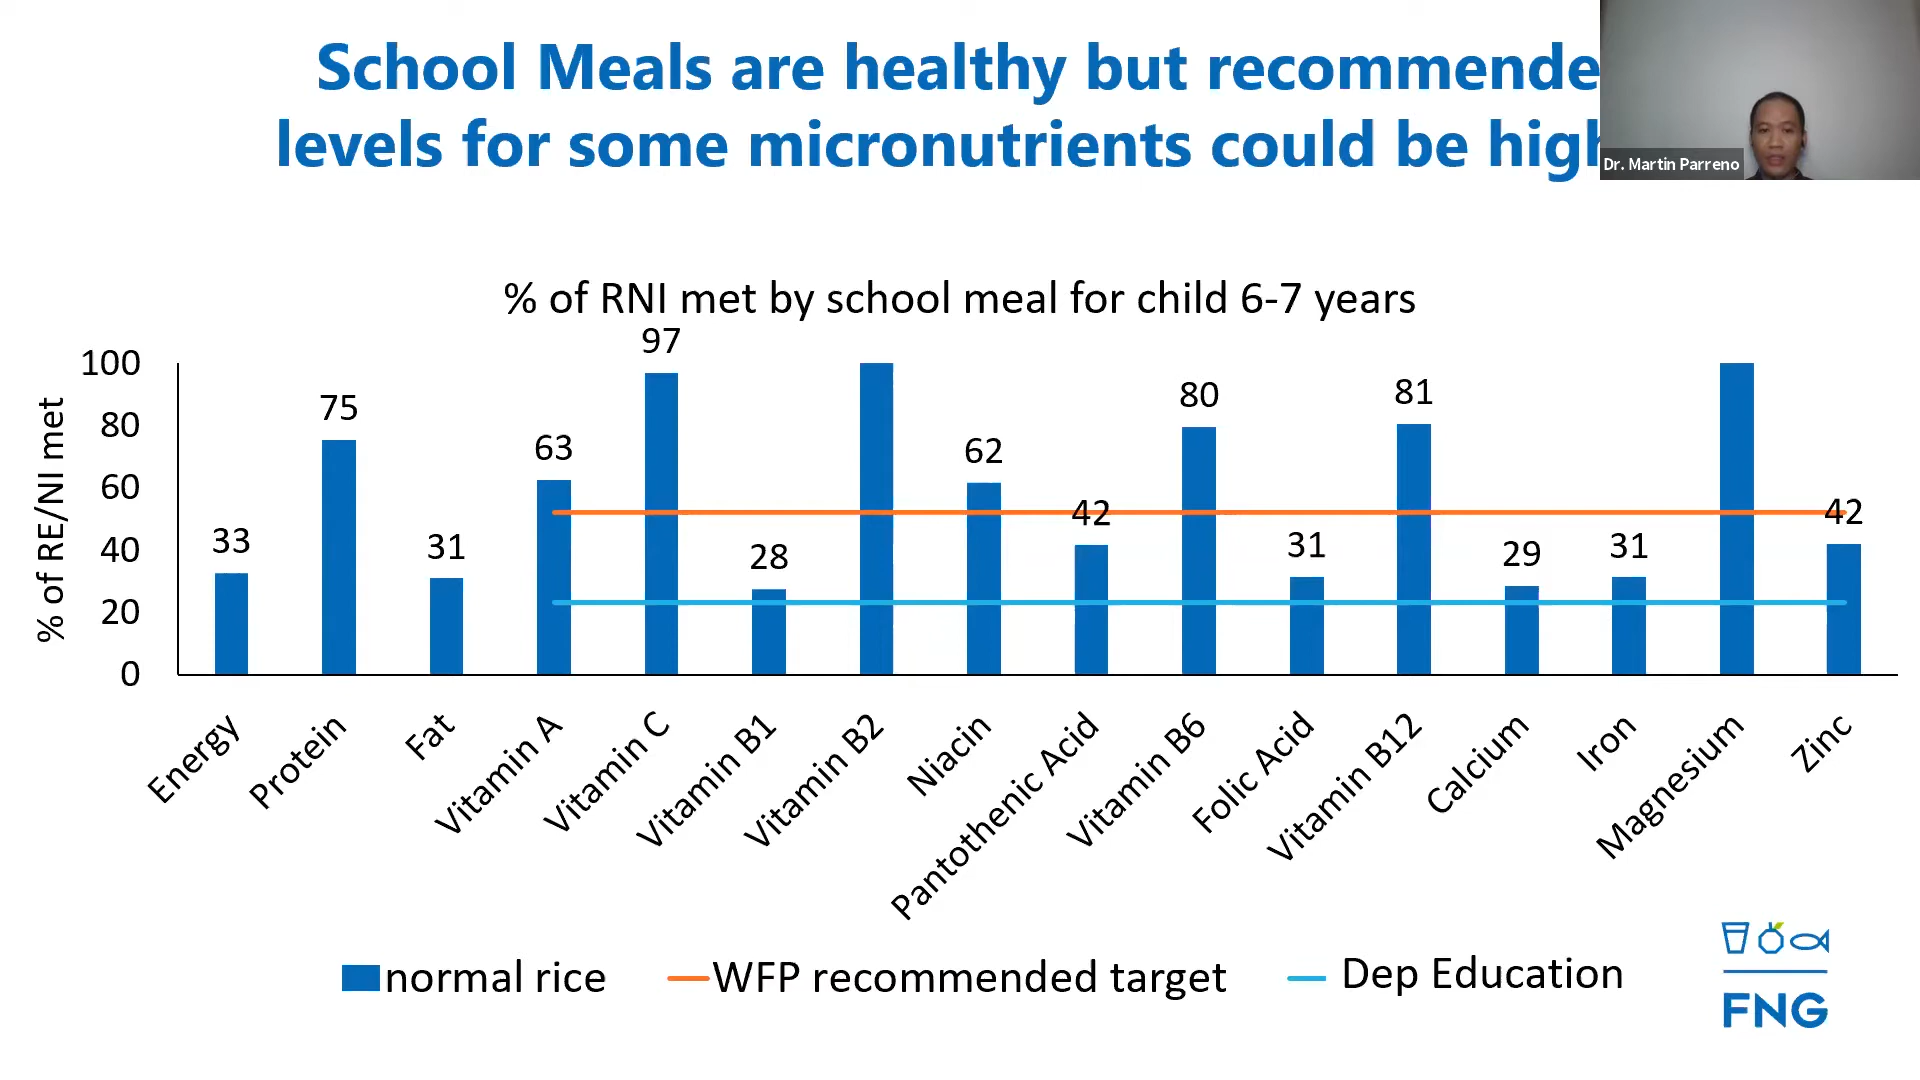 School Meals are healthy but recommende
levels for some micronutrients could be high
Dr. Martin Parreno
% of RNI met by school meal for child 6-7 years
% of RE/NI met
100
80
60
40
20
0
33
75
31
63
97
28
62
42
80
31
81
29
31
42
Energy
Protein
Fat
Vitamin A
Vitamin C
Vitamin B1
Vitamin B2
Niacin
Pantothenic Acid
Vitamin B6
Folic Acid
Vitamin B12
Calcium
Iron
Magnesium
Zinc
normal rice
WFP recommended target
Dep Education
FNG